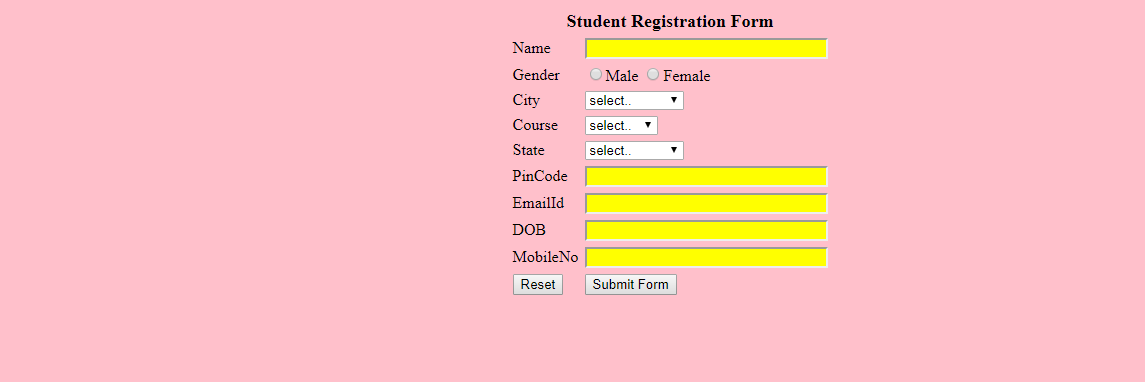 Student Registration Form
Name
Gender Male Female
City select..
Course select..
State select..
PinCode
EmailId
DOB
MobileNo
Reset Submit Form